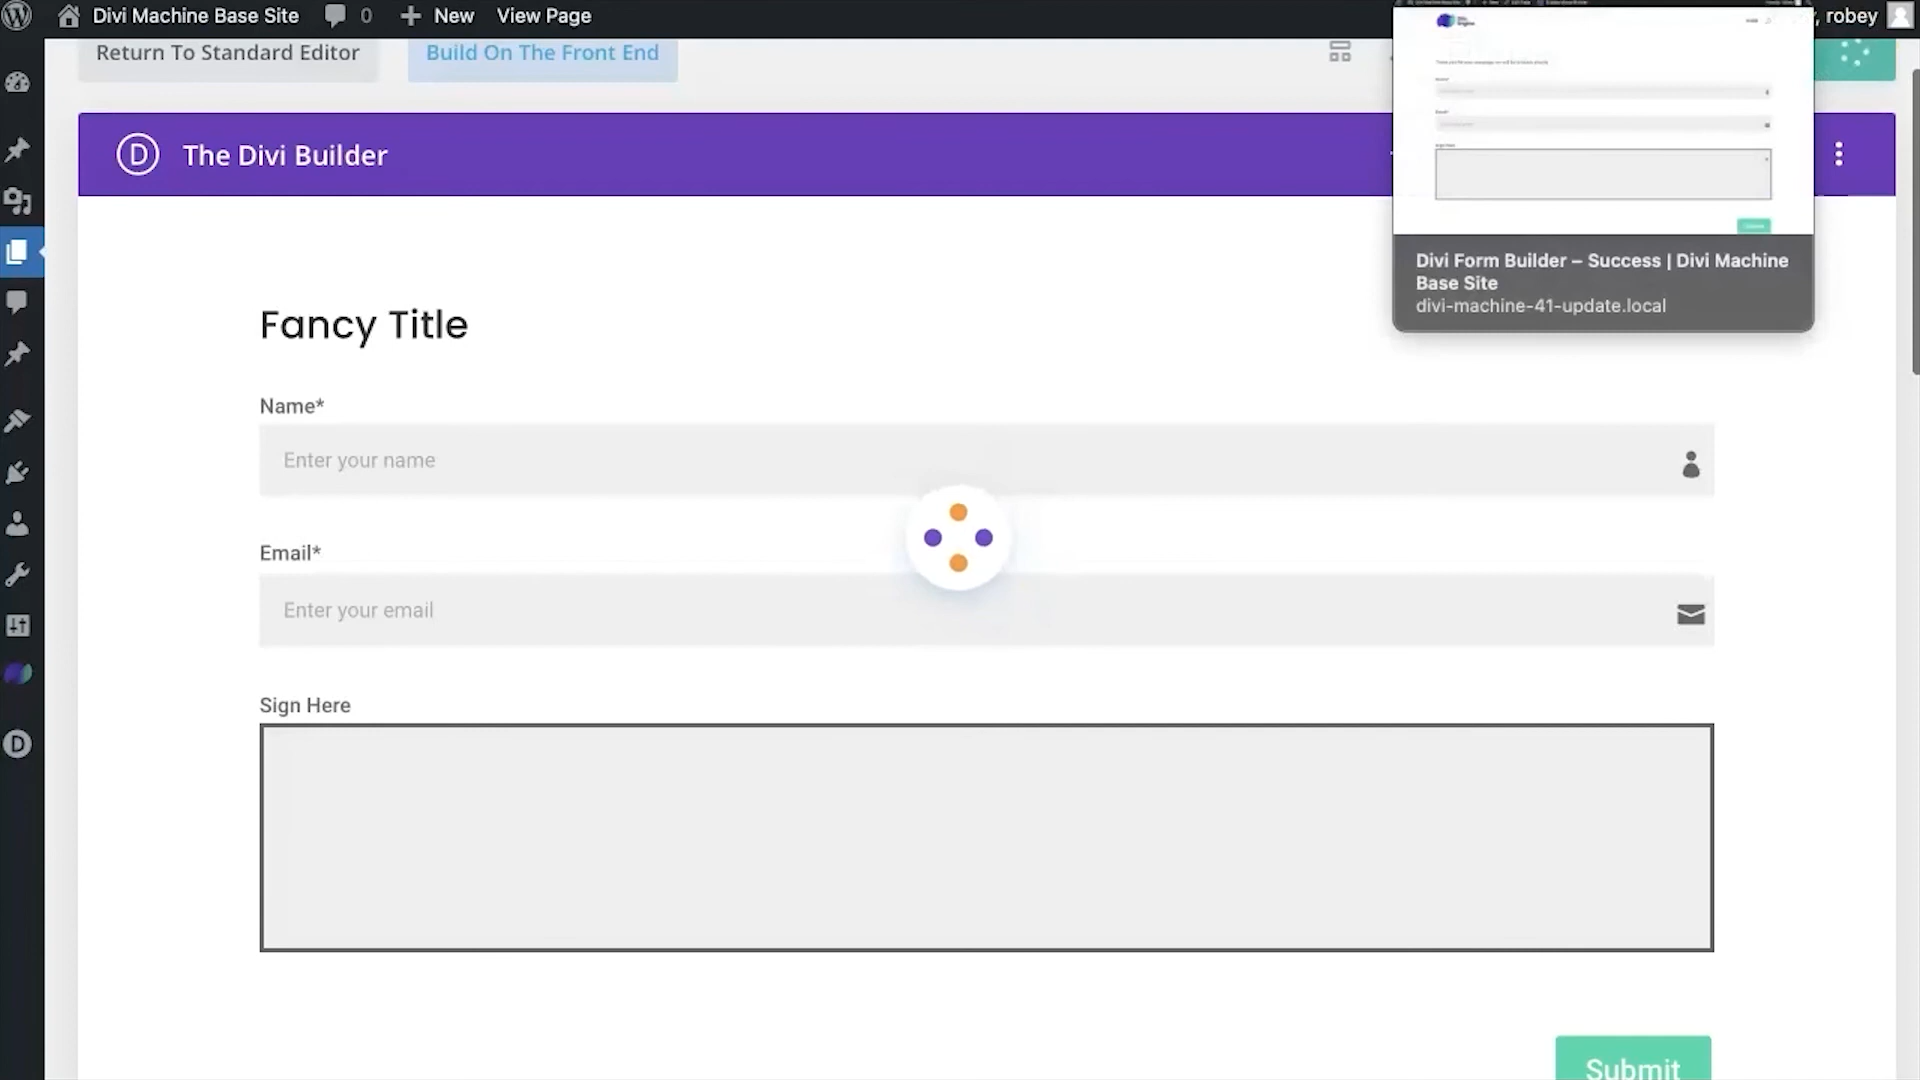 Divi Machine Base Site 0 New View Page robey
Return To Standard Editor Build On The Front End
D The Divi Builder
Divi Form Builder – Success | Divi Machine
Base Site
divi-machine-41-update.local
Fancy Title
Name*
Enter your name
Email*
Enter your email
Sign Here
D
Submit